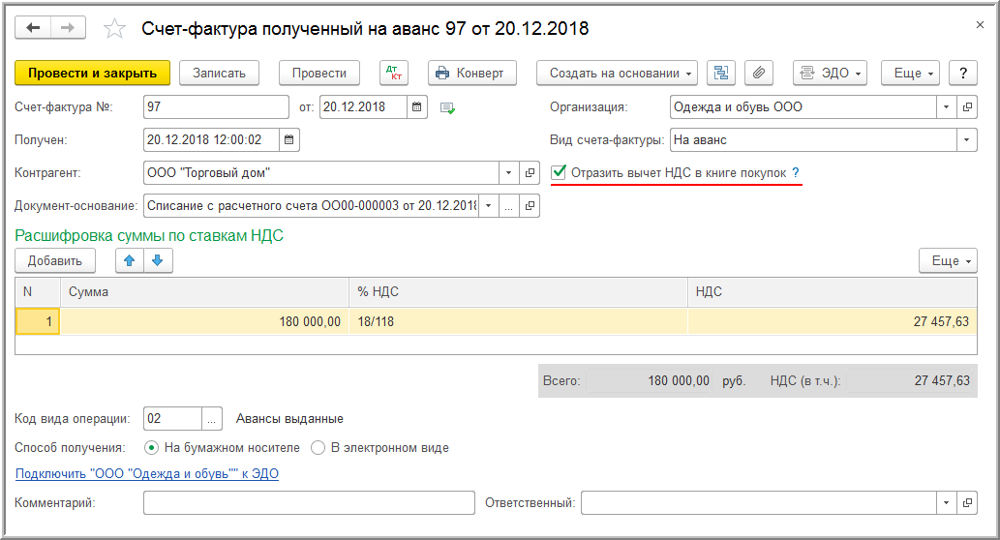 Счет-фактура полученный на аванс 97 от 20.12.2018
Провести и закрыть Записать Провести Дт Кт Конверт Создать на основании ЭДО Еще ?
Счет-фактура №: 97 от: 20.12.2018 Организация: Одежда и обувь ООО
Получен: 20.12.2018 12:00:02 Вид счета-фактуры: На аванс
Контрагент: ООО "Торговый дом" Отразить вычет НДС в книге покупок ?
Документ-основание: Списание с расчетного счета ОО00-000003 от 20.12.2018 ...
Расшифровка суммы по ставкам НДС
Добавить Еще
N Сумма % НДС НДС
1 180 000,00 18/118 27 457,63
Всего: 180 000,00 руб. НДС (в т.ч.): 27 457,63
Код вида операции: 02 ... Авансы выданные
Способ получения: На бумажном носителе В электронном виде
Подключить "ООО "Одежда и обувь"" к ЭДО
Комментарий: Ответственный: